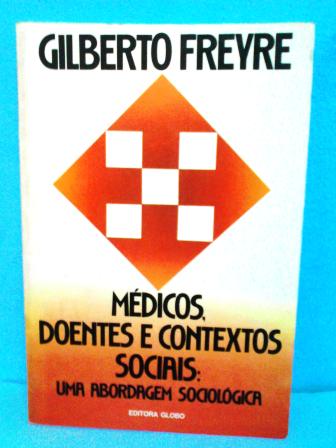 GILBERTO FREYRE
MÉDICOS,
DOENTES E CONTEXTOS
SOCIAIS:
UMA ABORDAGEM SOCIOLÓGICA
EDITORA GLOBO